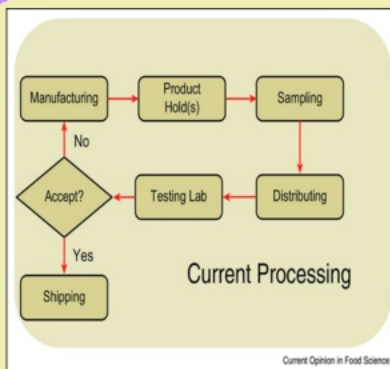 Manufacturing
Product
Hold(s)
Sampling
No
Accept?
Testing Lab
Distributing
Yes
Shipping
Current Processing
Current Opinion in Food Science